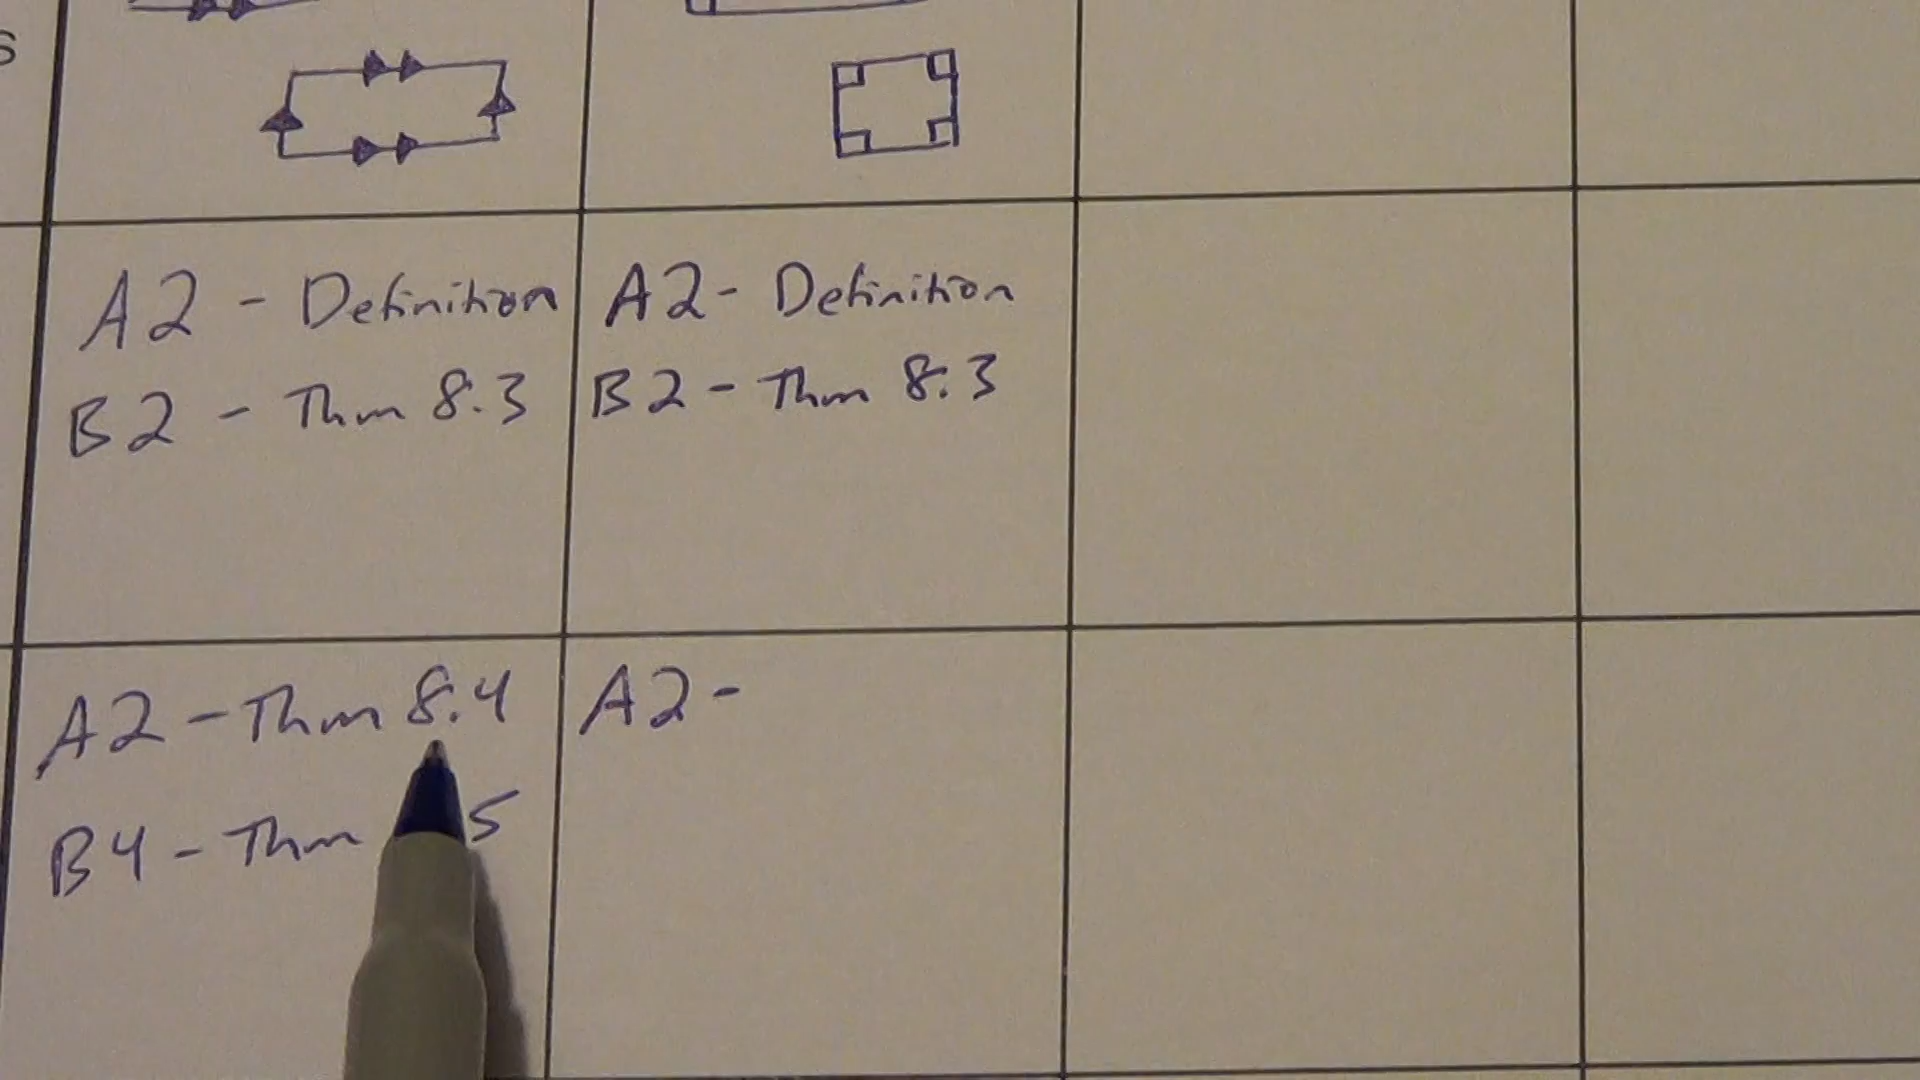 s
A2 - Definition
B2 - Thm 8.3
A2 - Definition
B2 - Thm 8.3
A2 - Thm 8.4
B4 - Thm 5
A2 -